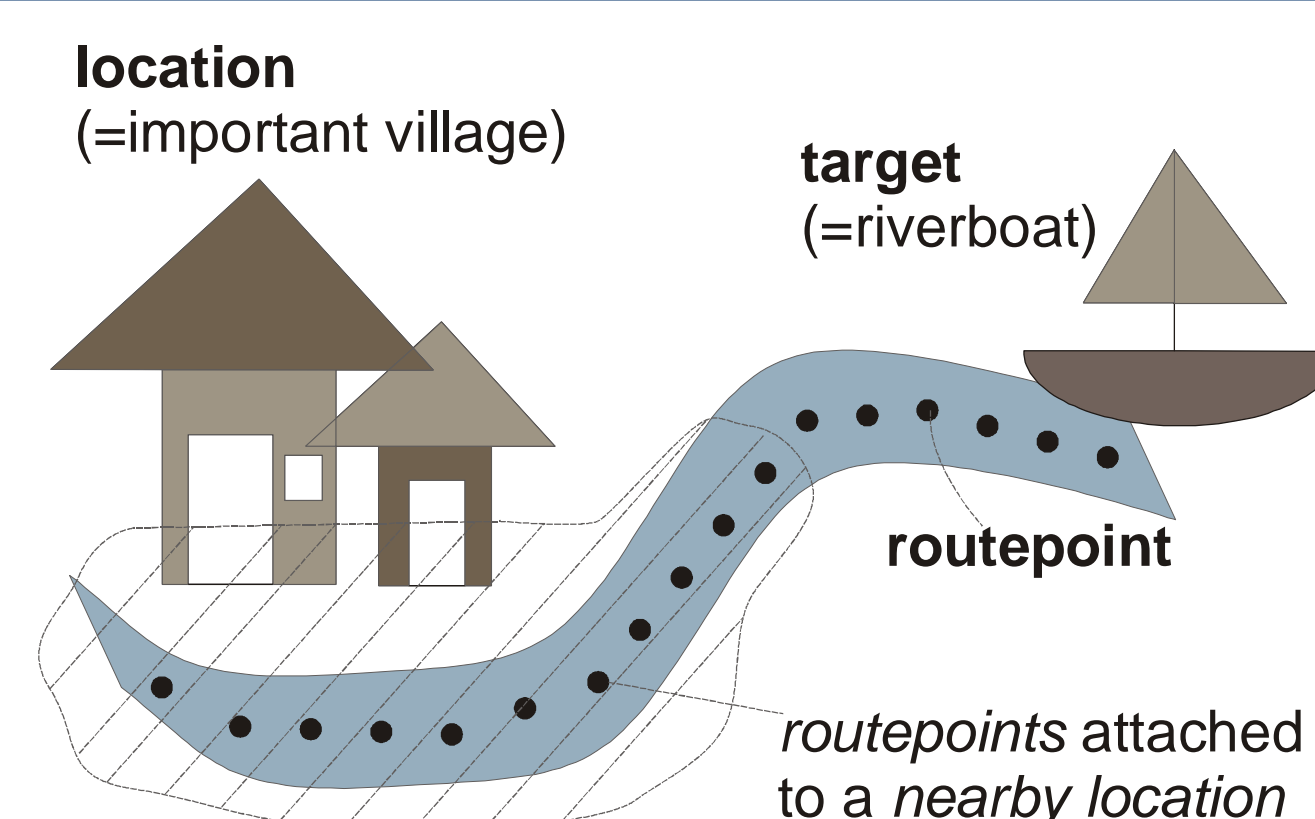 location
(=important village)
target
(=riverboat)
routepoint
routepoints attached
to a nearby location